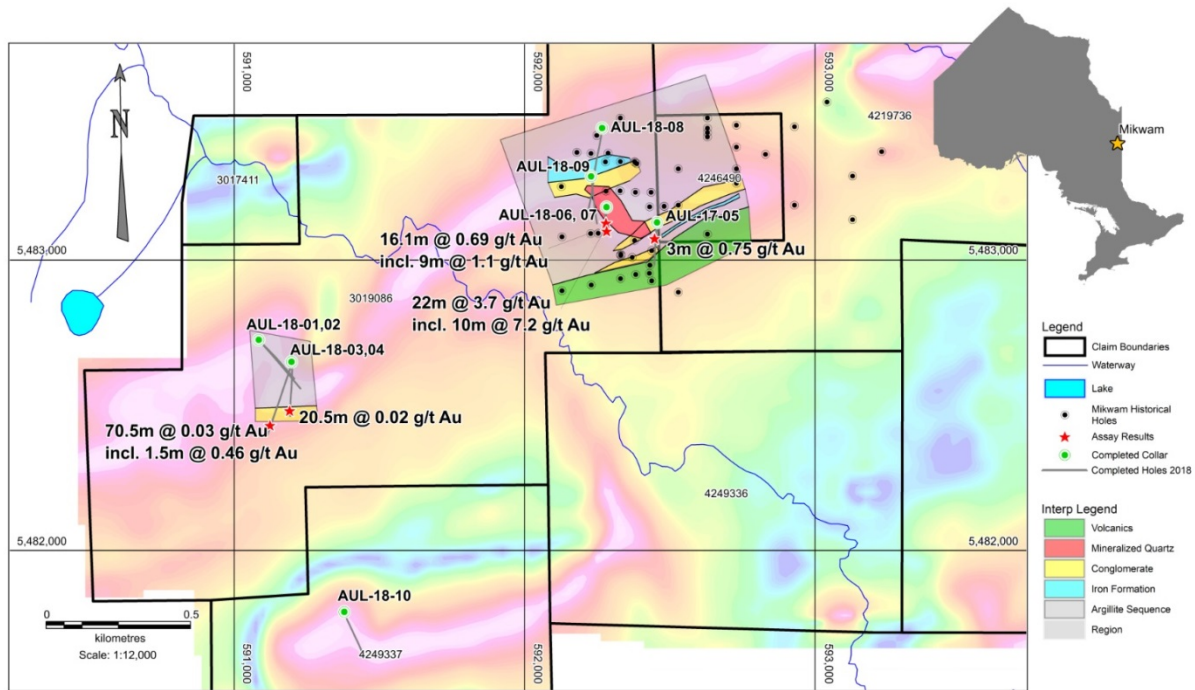 591,000
592,000
593,000
N
3017411
AUL-18-08
AUL-18-09
4246490
4219736
Mikwam
AUL-18-06, 07
AUL-17-05
16.1m @ 0.69 g/t Au
incl. 9m @ 1.1 g/t Au
3m @ 0.75 g/t Au
5,483,000
5,483,000
3019086
22m @ 3.7 g/t Au
incl. 10m @ 7.2 g/t Au
AUL-18-01,02
AUL-18-03,04
20.5m @ 0.02 g/t Au
70.5m @ 0.03 g/t Au
incl. 1.5m @ 0.46 g/t Au
4249336
5,482,000
5,482,000
AUL-18-10
4249337
0 0.5
kilometres
Scale: 1:12,000
591,000
592,000
593,000
Legend
Claim Boundaries
Waterway
Lake
Mikwam Historical
Holes
Assay Results
Completed Collar
Completed Holes 2018
Interp Legend
Volcanics
Mineralized Quartz
Conglomerate
Iron Formation
Argillite Sequence
Region